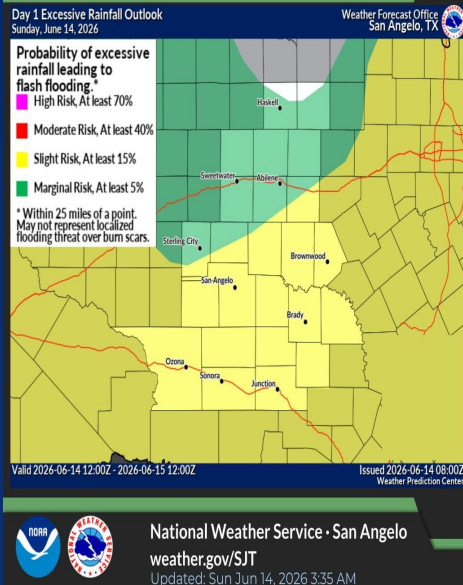 Day 1 Excessive Rainfall Outlook
Sunday, June 14, 2026
Weather Forecast Office
San Angelo, TX
Probability of excessive
rainfall leading to
flash flooding.*
High Risk, At least 70%
Moderate Risk, At least 40%
Slight Risk, At least 15%
Marginal Risk, At least 5%
* Within 25 miles of a point.
May not represent localized
flooding threat over burn scars.
Haskell
Sweetwater
Abilene
Sterling City
Brownwood
San Angelo
Brady
Ozona
Sonora
Junction
Valid 2026-06-14 12:00Z - 2026-06-15 12:00Z
Issued 2026-06-14 08:00Z
Weather Prediction Center
NOAA
NATIONAL WEATHER SERVICE
National Weather Service · San Angelo
weather.gov/SJT
Updated: Sun Jun 14, 2026 3:35 AM